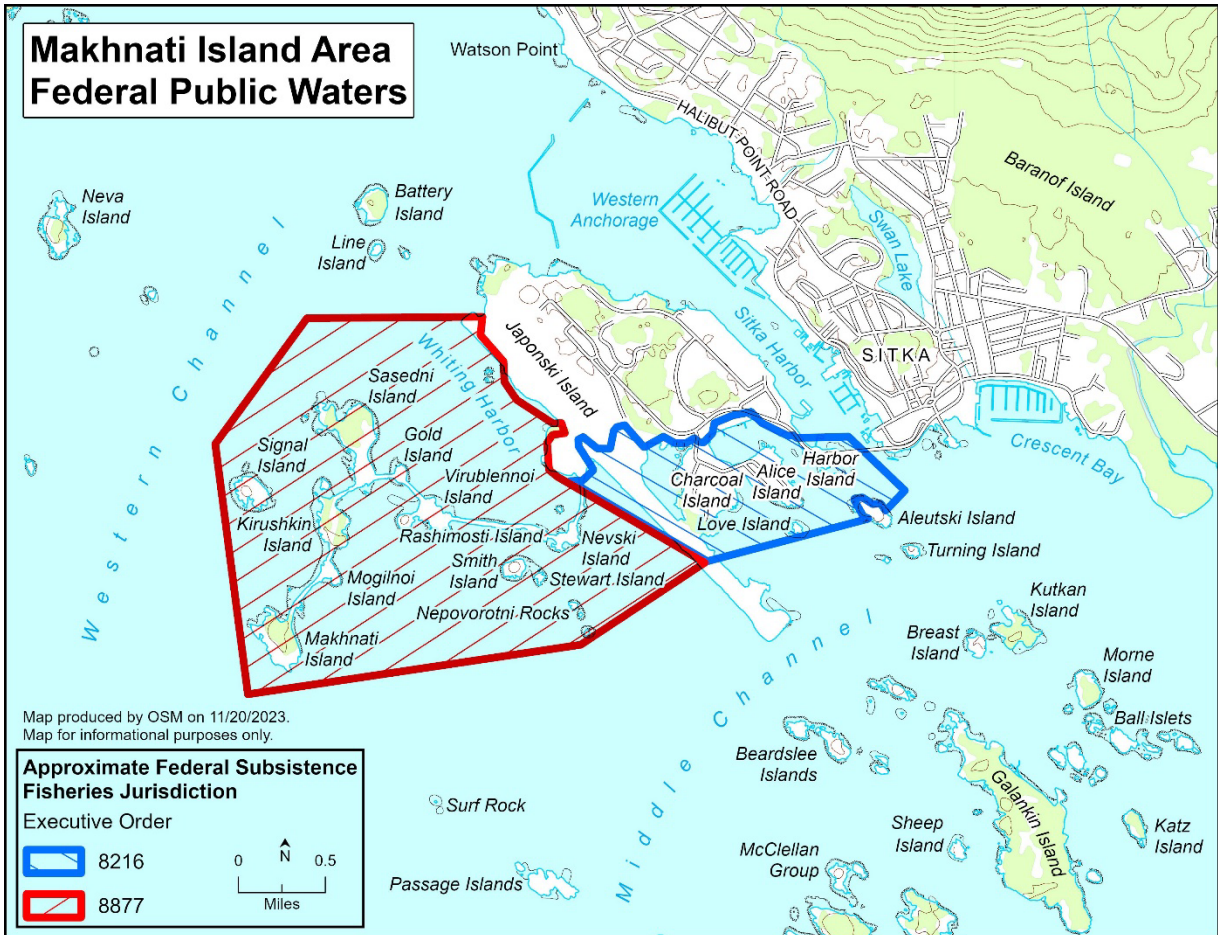 Makhnati Island Area
Federal Public Waters
Watson Point
HALIBUT POINT ROAD
Baranof Island
Neva
Island
Battery
Island
Line
Island
Western
Anchorage
Swan Lake
Western Channel
Whiting Harbor
Japonski Island
Sitka Harbor
SITKA
Crescent Bay
Sasedni
Island
Signal
Island
Gold
Island
Virublennoi
Island
Kirushkin
Island
Rashimosti Island
Nevski
Island
Smith
Island
Stewart Island
Mogilnoi
Island
Nepovorotni Rocks
Makhnati
Island
Charcoal
Island
Alice
Island
Harbor
Island
Love Island
Aleutski Island
Turning Island
Kutkan
Island
Breast
Island
Morne
Island
Ball Islets
Middle Channel
Beardslee
Islands
Galankin Island
Surf Rock
Sheep
Island
Katz
Island
McClellan
Group
Passage Islands
Map produced by OSM on 11/20/2023.
Map for informational purposes only.
Approximate Federal Subsistence
Fisheries Jurisdiction
Executive Order
8216
8877
0 N 0.5
Miles